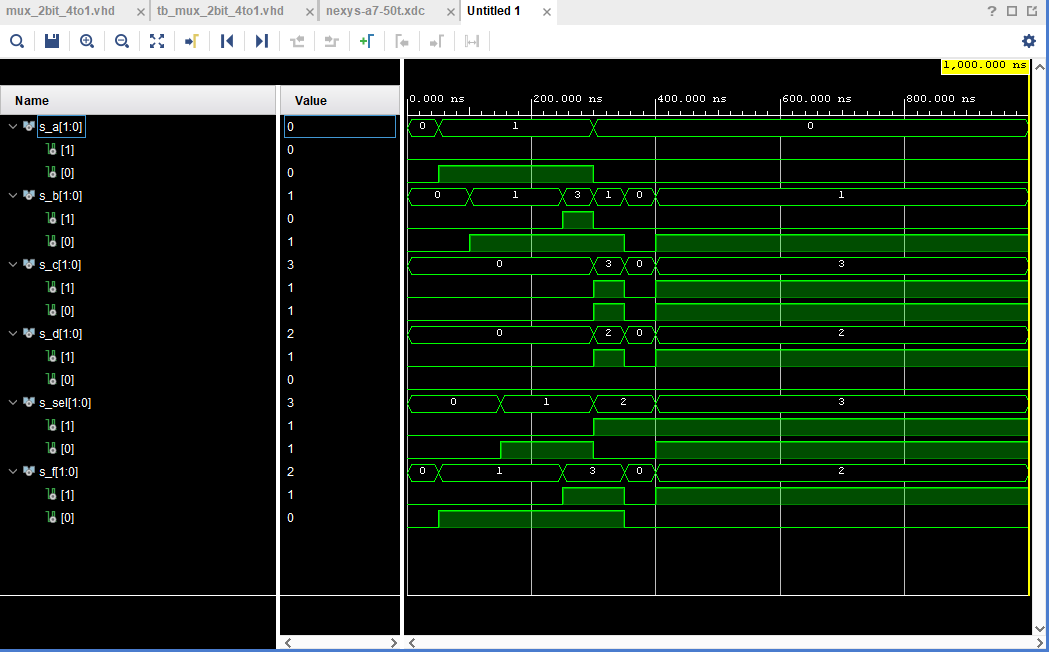 mux_2bit_4to1.vhd × tb_mux_2bit_4to1.vhd × nexys-a7-50t.xdc × Untitled 1 × ?
1,000.000 ns
Name Value 0.000 ns 200.000 ns 400.000 ns 600.000 ns 800.000 ns
s_a[1:0] 0 0 1 0
[1] 0
[0] 0
s_b[1:0] 1 0 1 3 1 0 1
[1] 0
[0] 1
s_c[1:0] 3 0 3 0 3
[1] 1
[0] 1
s_d[1:0] 2 0 2 0 2
[1] 1
[0] 0
s_sel[1:0] 3 0 1 2 3
[1] 1
[0] 1
s_f[1:0] 2 0 1 3 0 2
[1] 1
[0] 0